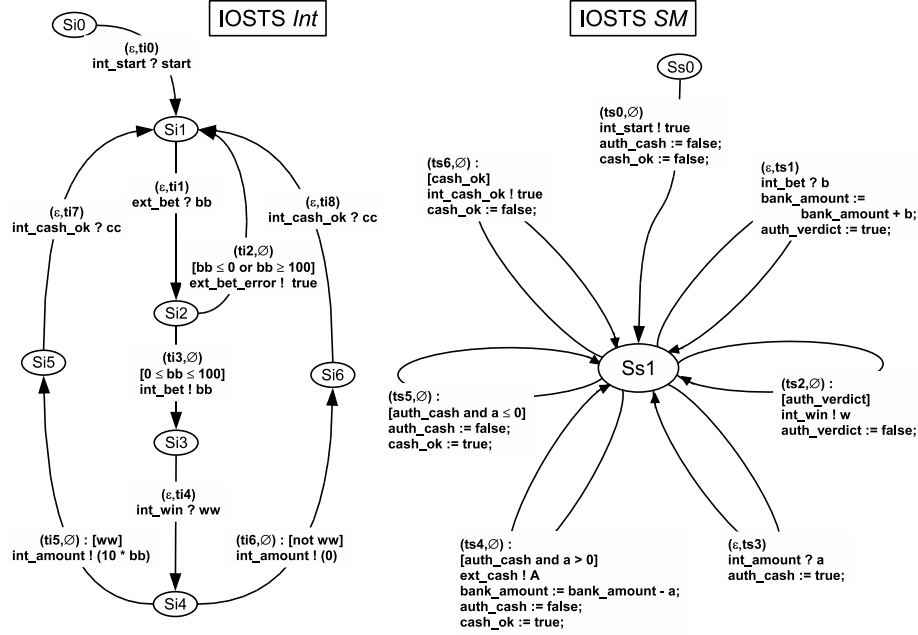 IOSTS Int
Si0
(ε,ti0)
int_start ? start
Si1
(ε,ti1)
ext_bet ? bb
(ε,ti7)
int_cash_ok ? cc
(ε,ti8)
int_cash_ok ? cc
(ti2,∅)
[bb ≤ 0 or bb ≥ 100]
ext_bet_error ! true
Si2
(ti3,∅)
[0 ≤ bb ≤ 100]
int_bet ! bb
Si5
Si6
Si3
(ε,ti4)
int_win ? ww
(ti5,∅) : [ww]
int_amount ! (10 * bb)
(ti6,∅) : [not ww]
int_amount ! (0)
Si4
IOSTS SM
Ss0
(ts0,∅)
int_start ! true
auth_cash := false;
cash_ok := false;
(ts6,∅) :
[cash_ok]
int_cash_ok ! true
cash_ok := false;
(ε,ts1)
int_bet ? b
bank_amount :=
bank_amount + b;
auth_verdict := true;
Ss1
(ts5,∅) :
[auth_cash and a ≤ 0]
auth_cash := false;
cash_ok := true;
(ts2,∅) :
[auth_verdict]
int_win ! w
auth_verdict := false;
(ts4,∅) :
[auth_cash and a > 0]
ext_cash ! A
bank_amount := bank_amount - a;
auth_cash := false;
cash_ok := true;
(ε,ts3)
int_amount ? a
auth_cash := true;